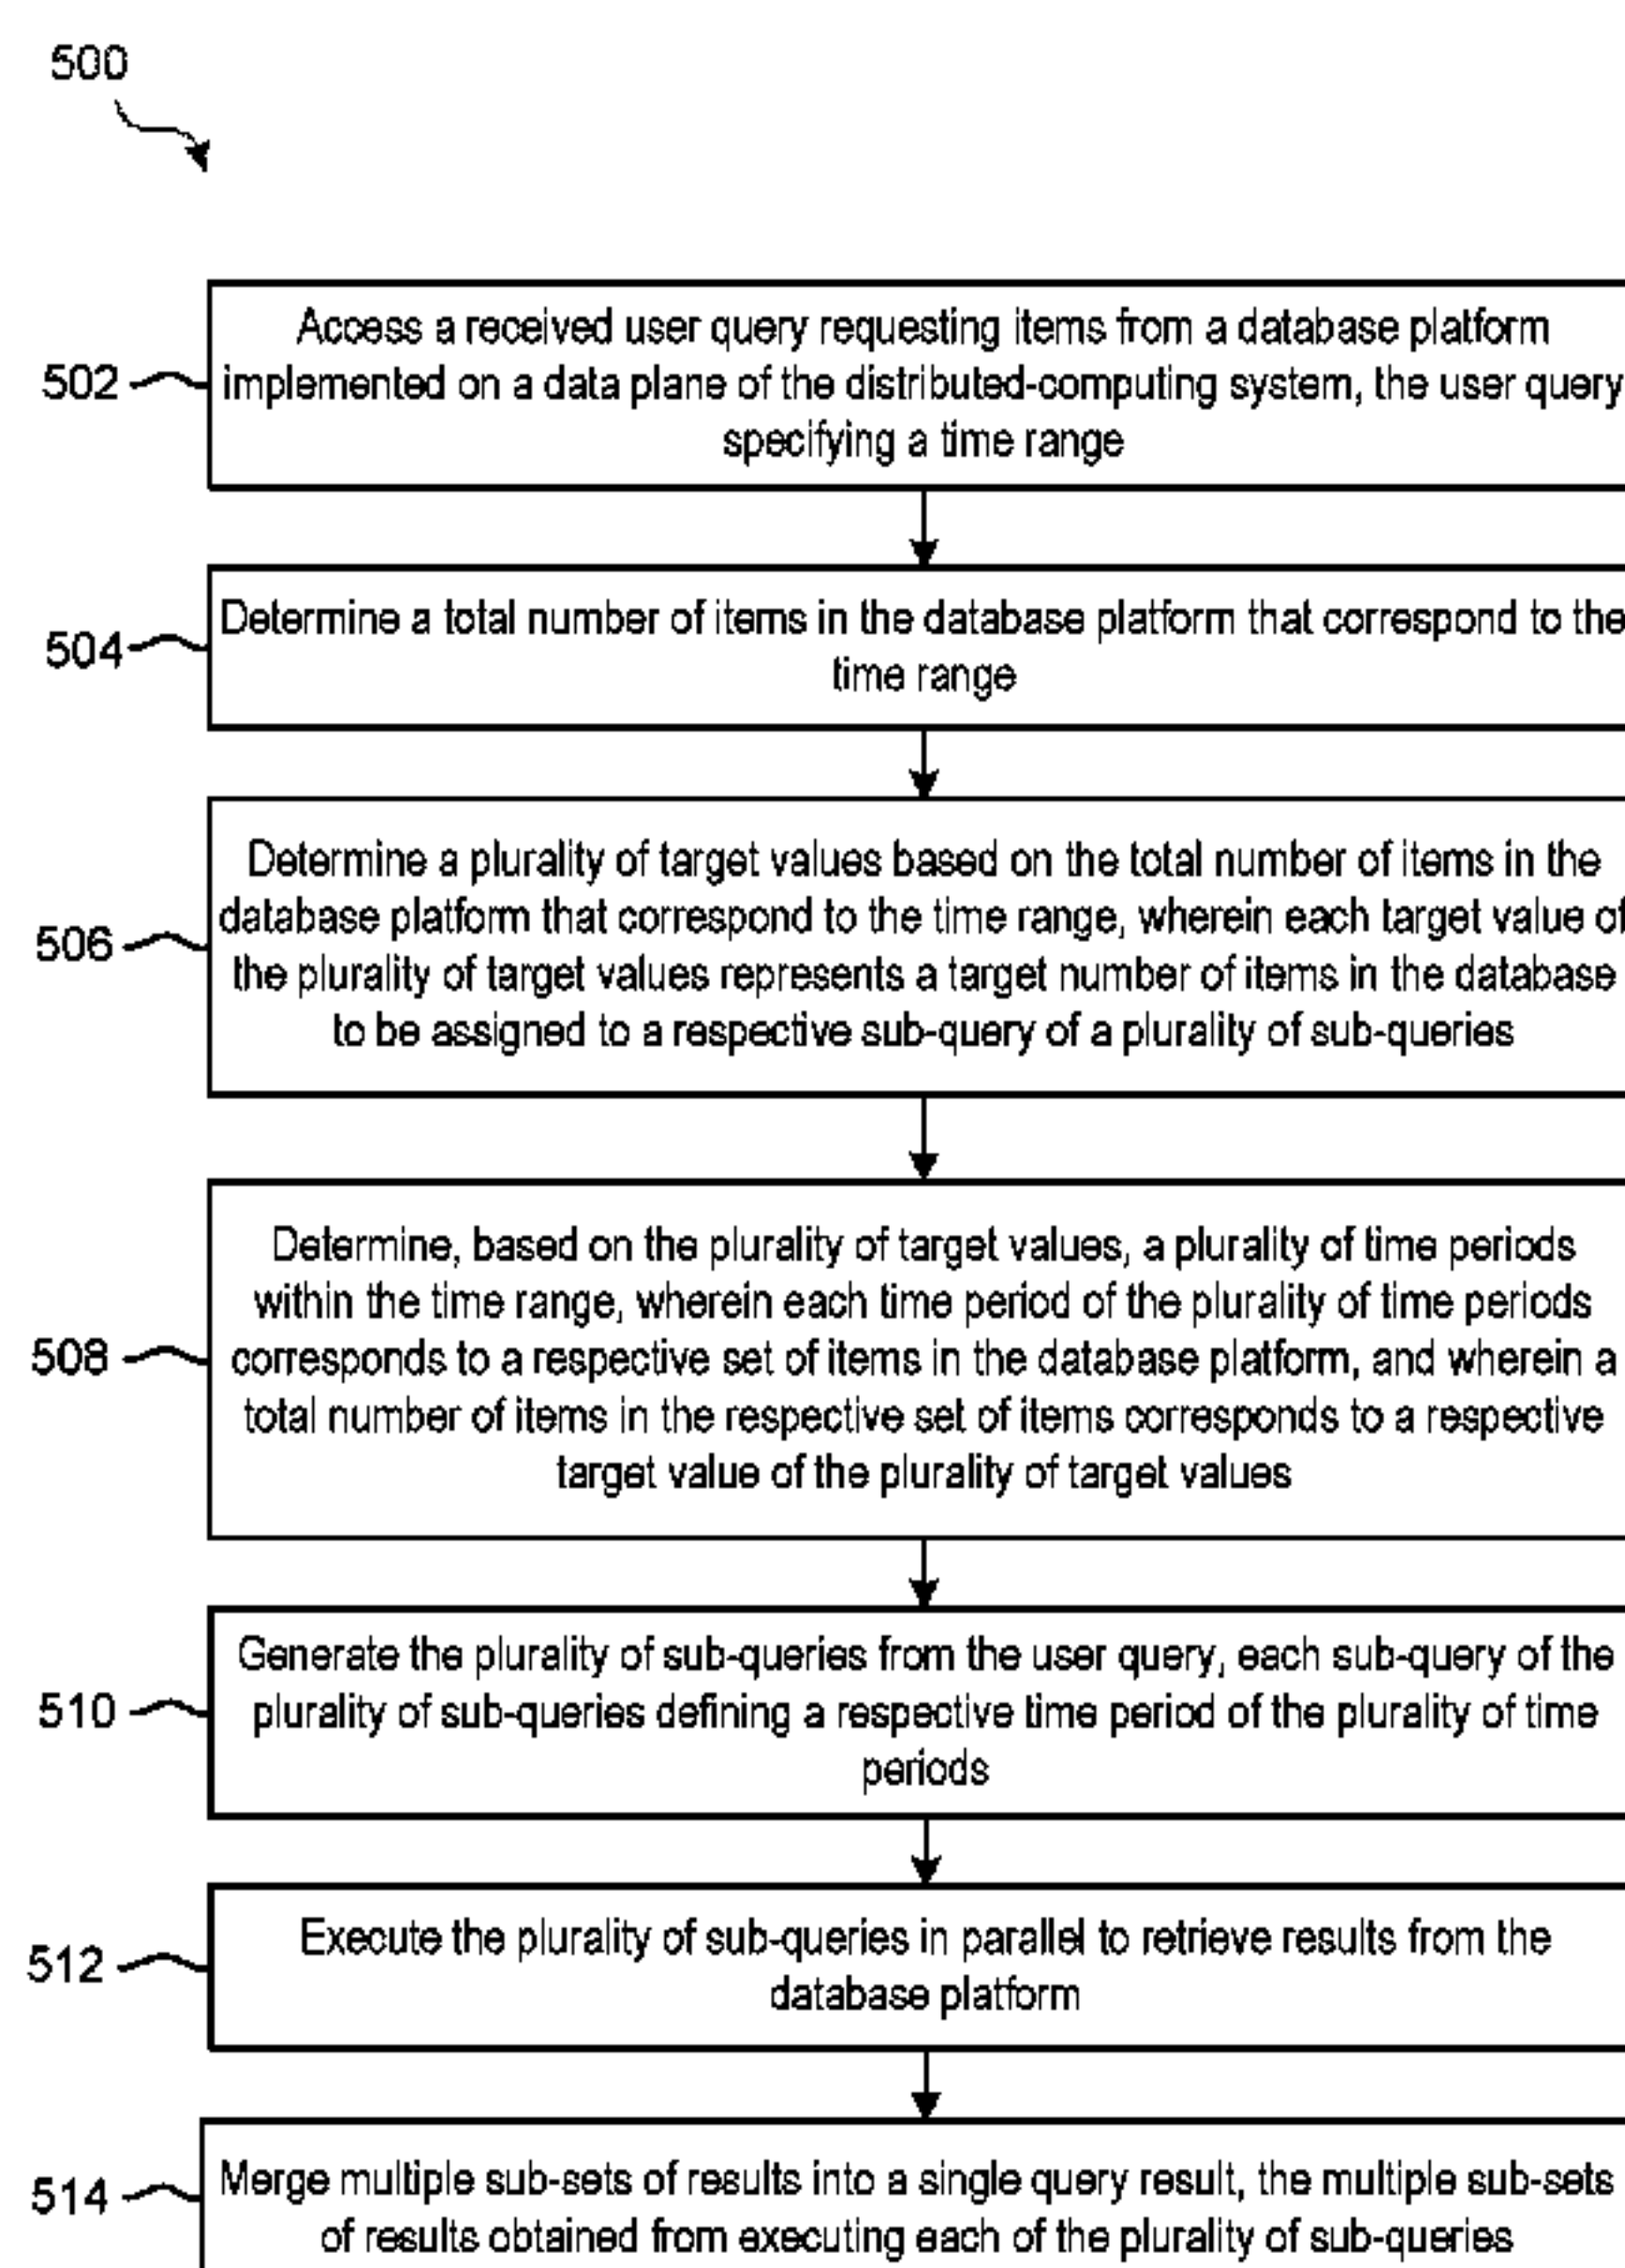 500
Access a received user query requesting items from a database platform
502
implemented on a data plane of the distributed-computing system, the user query
specifying a time range
Determine a total number of items in the database platform that correspond to the
504
time range
Determine a plurality of target values based on the total number of items in the
database platform that correspond to the time range, wherein each target value of
506
the plurality of target values represents a target number of items in the database
to be assigned to a respective sub-query of a plurality of sub-queries
Determine, based on the plurality of target values, a plurality of time periods
within the time range, wherein each time period of the plurality of time periods
508
corresponds to a respective set of items in the database platform, and wherein a
total number of items in the respective set of items corresponds to a respective
target value of the plurality of target values
Generate the plurality of sub-queries from the user query, each sub-query of the
510
plurality of sub-queries defining a respective time period of the plurality of time
periods
Execute the plurality of sub-queries in parallel to retrieve results from the
512
database platform
Merge multiple sub-sets of results into a single query result, the multiple sub-sets
514
of results obtained from executing each of the plurality of sub-queries